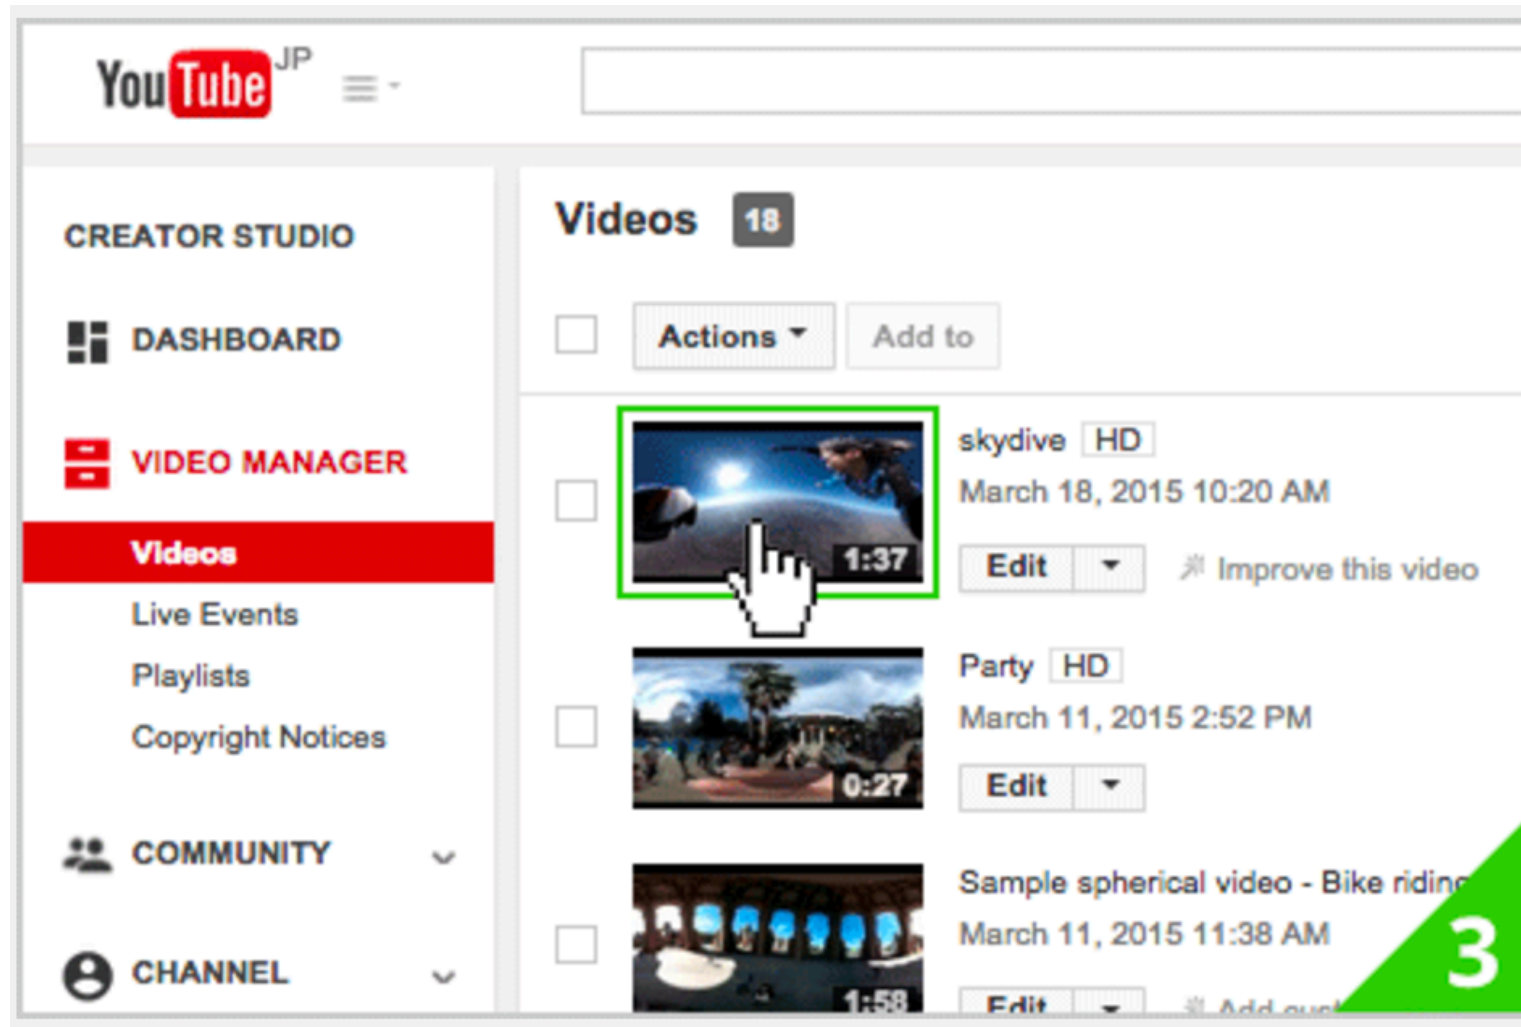 YouTube JP
CREATOR STUDIO
DASHBOARD
VIDEO MANAGER
Videos
Live Events
Playlists
Copyright Notices
COMMUNITY
CHANNEL
Videos 18
Actions Add to
1:37
skydive HD
March 18, 2015 10:20 AM
Edit Improve this video
0:27
Party HD
March 11, 2015 2:52 PM
Edit
1:58
Sample spherical video - Bike riding
March 11, 2015 11:38 AM
Edit Add
3